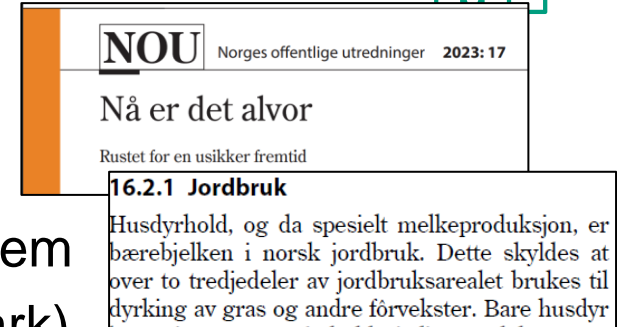 NOU Norges offentlige utredninger 2023: 17
Nå er det alvor
Rustet for en usikker fremtid
16.2.1 Jordbruk
Husdyrhold, og da spesielt melkeproduksjon, er
bærebjelken i norsk jordbruk. Dette skyldes at
over to tredjedeler av jordbruksarealet brukes til
dyrking av gras og andre fôrvekster. Bare husdyr
em
ark)